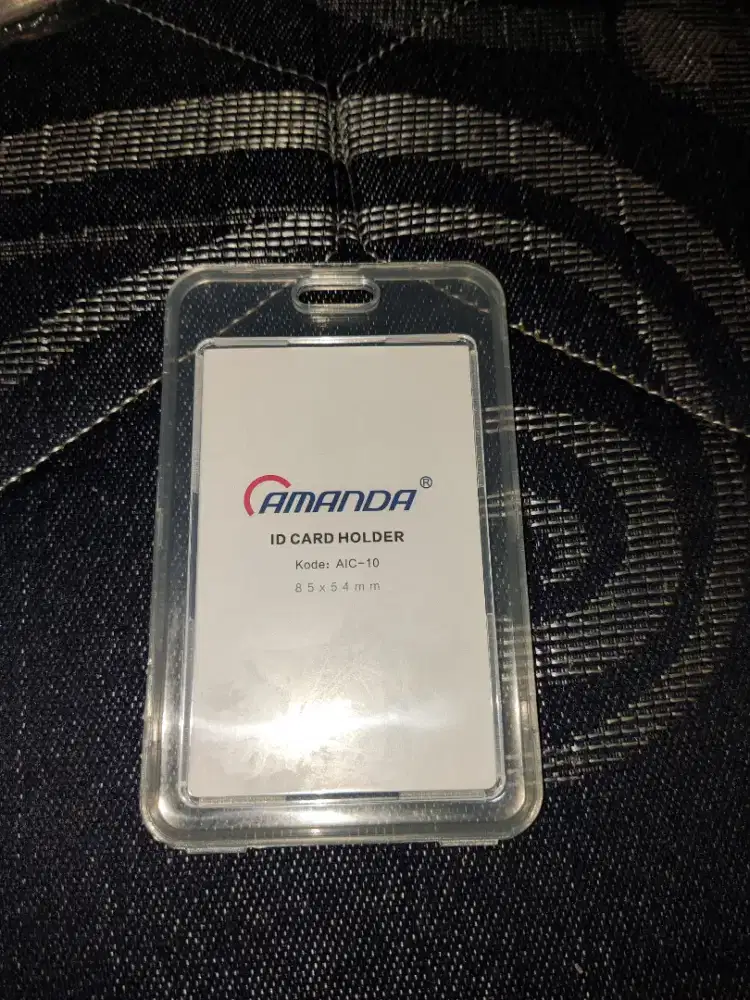 AMANDA®
ID CARD HOLDER
Kode: AIC-10
85x54mm